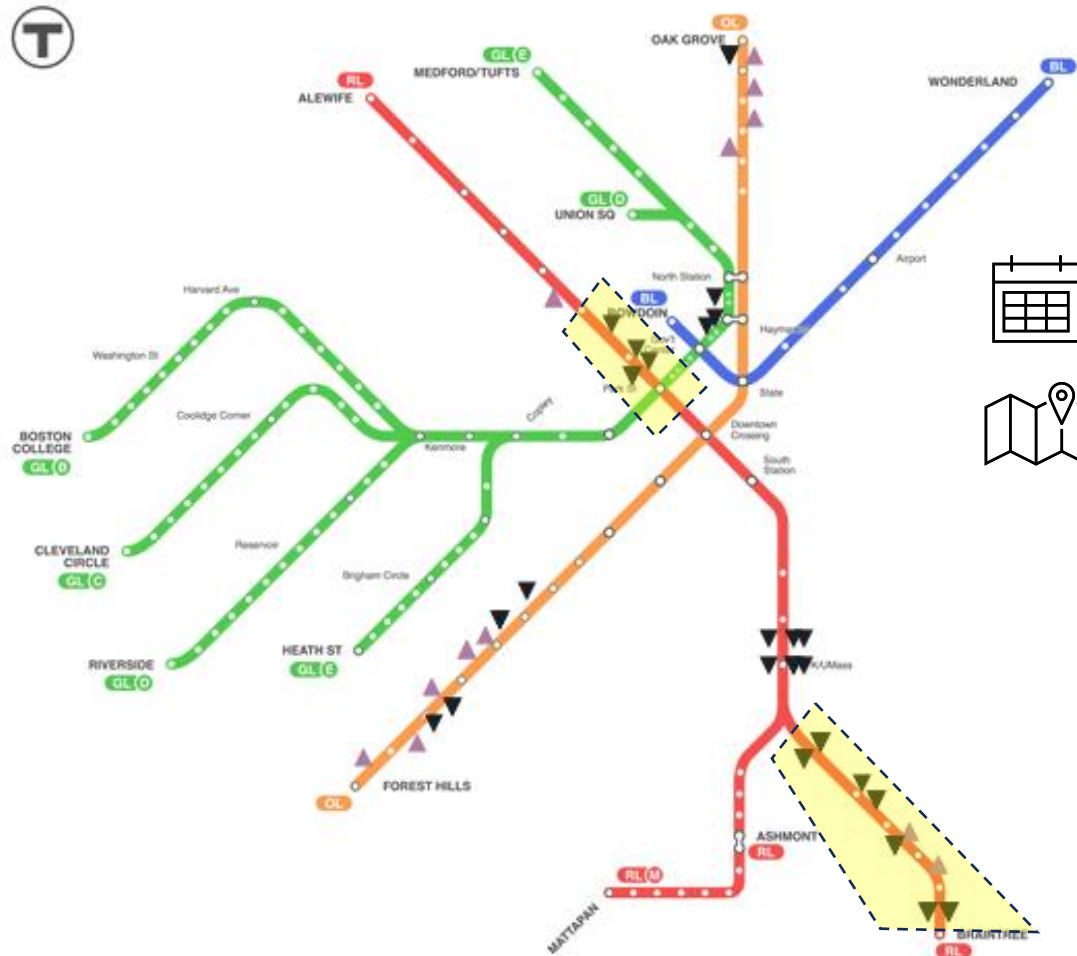 T
OL
OAK GROVE
GL E
MEDFORD/TUFTS
RL
ALEWIFE
BL
WONDERLAND
GL D
UNION SQ
North Station
Airport
BL
BOWDOIN
Harvard Ave
Haymarket
Gov't
Center
Washington St
Park St
State
Coolidge Corner
Copley
Downtown
Crossing
BOSTON
COLLEGE
GL B
Kenmore
South
Station
CLEVELAND
CIRCLE
GL C
Reservoir
Brigham Circle
HEATH ST
GL E
RIVERSIDE
GL D
K/UMass
FOREST HILLS
OL
ASHMONT
RL
RL M
MATTAPAN
BRAINTREE
RL